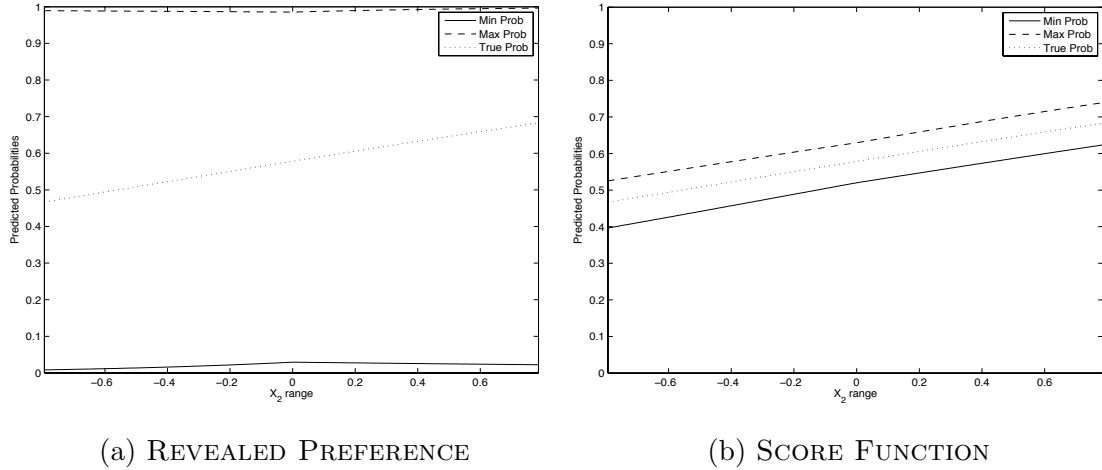 1
0.9
0.8
0.7
0.6
0.5
0.4
0.3
0.2
0.1
0
Predicted Probabilities
−0.6 −0.4 −0.2 0 0.2 0.4 0.6
X2 range
Min Prob
Max Prob
True Prob
(a) REVEALED PREFERENCE
1
0.9
0.8
0.7
0.6
0.5
0.4
0.3
0.2
0.1
0
Predicted Probabilities
−0.6 −0.4 −0.2 0 0.2 0.4 0.6
X2 range
Min Prob
Max Prob
True Prob
(b) SCORE FUNCTION